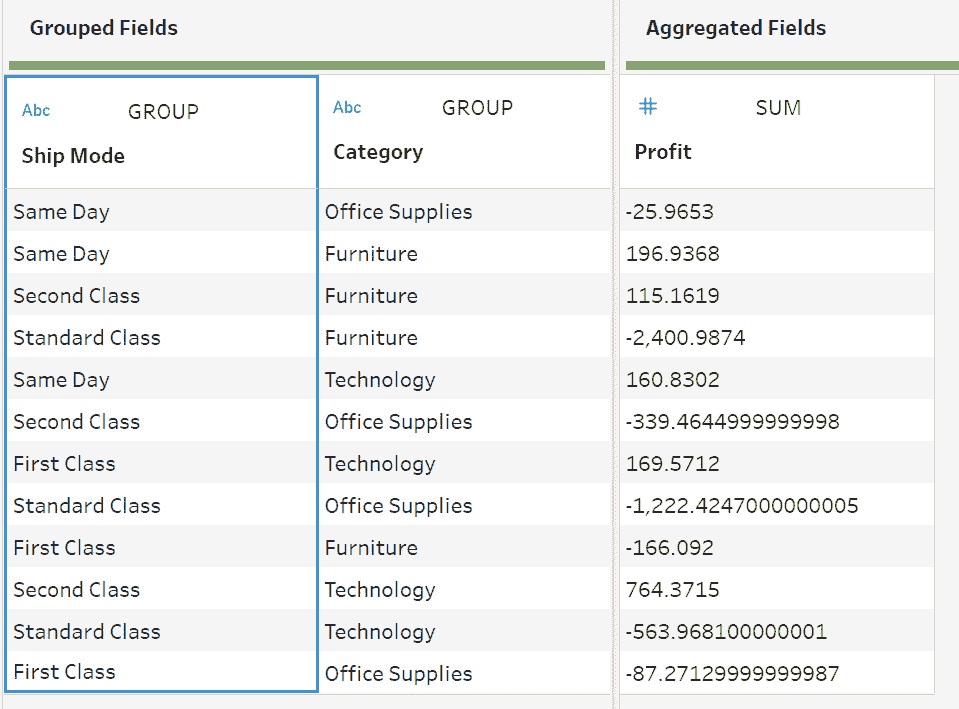 Grouped Fields Aggregated Fields
Abc GROUP Abc GROUP # SUM
Ship Mode Category Profit
Same Day Office Supplies -25.9653
Same Day Furniture 196.9368
Second Class Furniture 115.1619
Standard Class Furniture -2,400.9874
Same Day Technology 160.8302
Second Class Office Supplies -339.4644999999998
First Class Technology 169.5712
Standard Class Office Supplies -1,222.4247000000005
First Class Furniture -166.092
Second Class Technology 764.3715
Standard Class Technology -563.968100000001
First Class Office Supplies -87.27129999999987